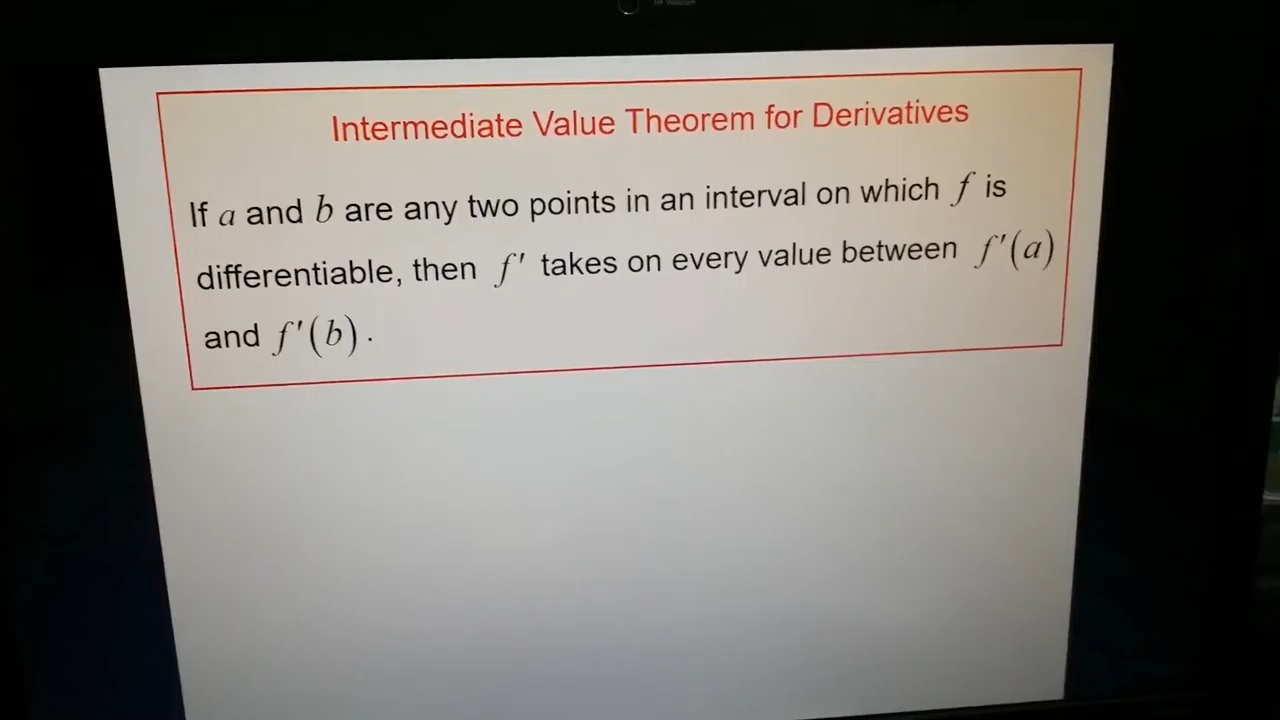 Intermediate Value Theorem for Derivatives
If a and b are any two points in an interval on which f is
differentiable, then f' takes on every value between f'(a)
and f'(b).